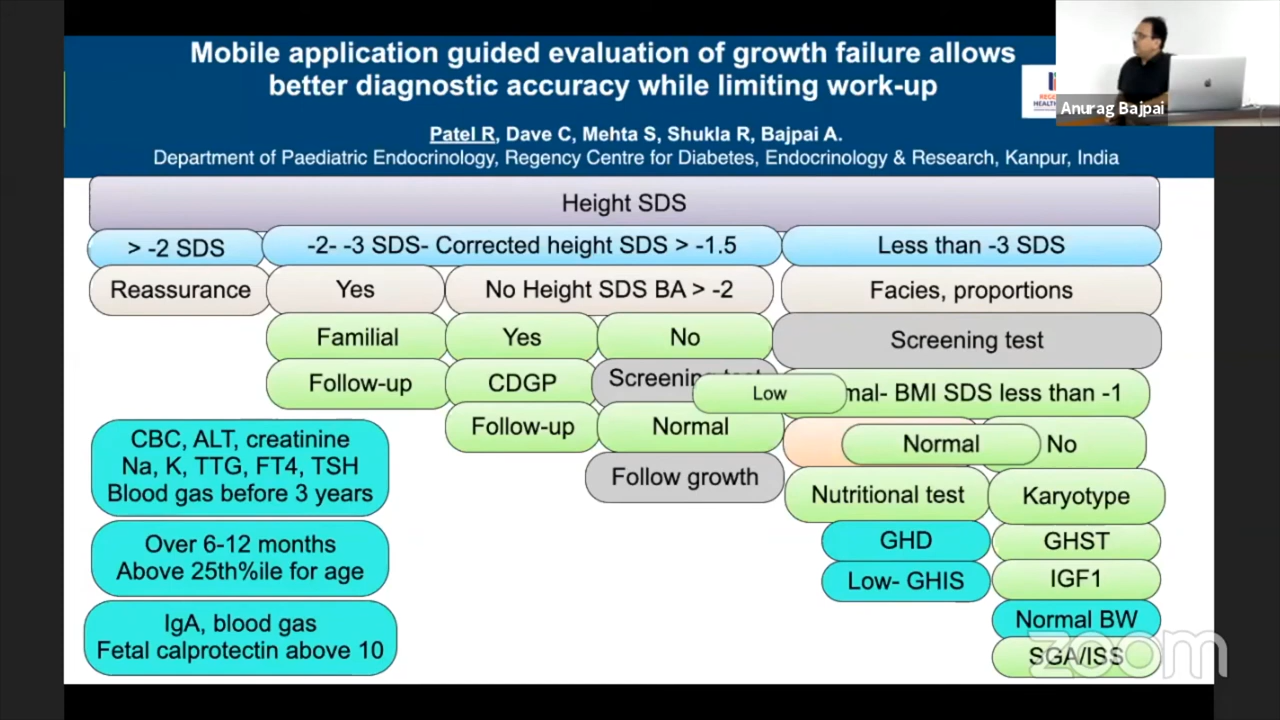 Mobile application guided evaluation of growth failure allows
better diagnostic accuracy while limiting work-up
Patel R, Dave C, Mehta S, Shukla R, Bajpai A.
Department of Paediatric Endocrinology, Regency Centre for Diabetes, Endocrinology & Research, Kanpur, India
Anurag Bajpai
Height SDS
> -2 SDS
-2- -3 SDS- Corrected height SDS > -1.5
Less than -3 SDS
Reassurance
Yes
No Height SDS BA > -2
Facies, proportions
Familial
Yes
No
Screening test
Follow-up
CDGP
Screening test
Low
mal- BMI SDS less than -1
Follow-up
Normal
Normal
No
Follow growth
Nutritional test
Karyotype
GHD
GHST
Low- GHIS
IGF1
Normal BW
SGA/ISS
CBC, ALT, creatinine
Na, K, TTG, FT4, TSH
Blood gas before 3 years
Over 6-12 months
Above 25th%ile for age
IgA, blood gas
Fetal calprotectin above 10
zoom